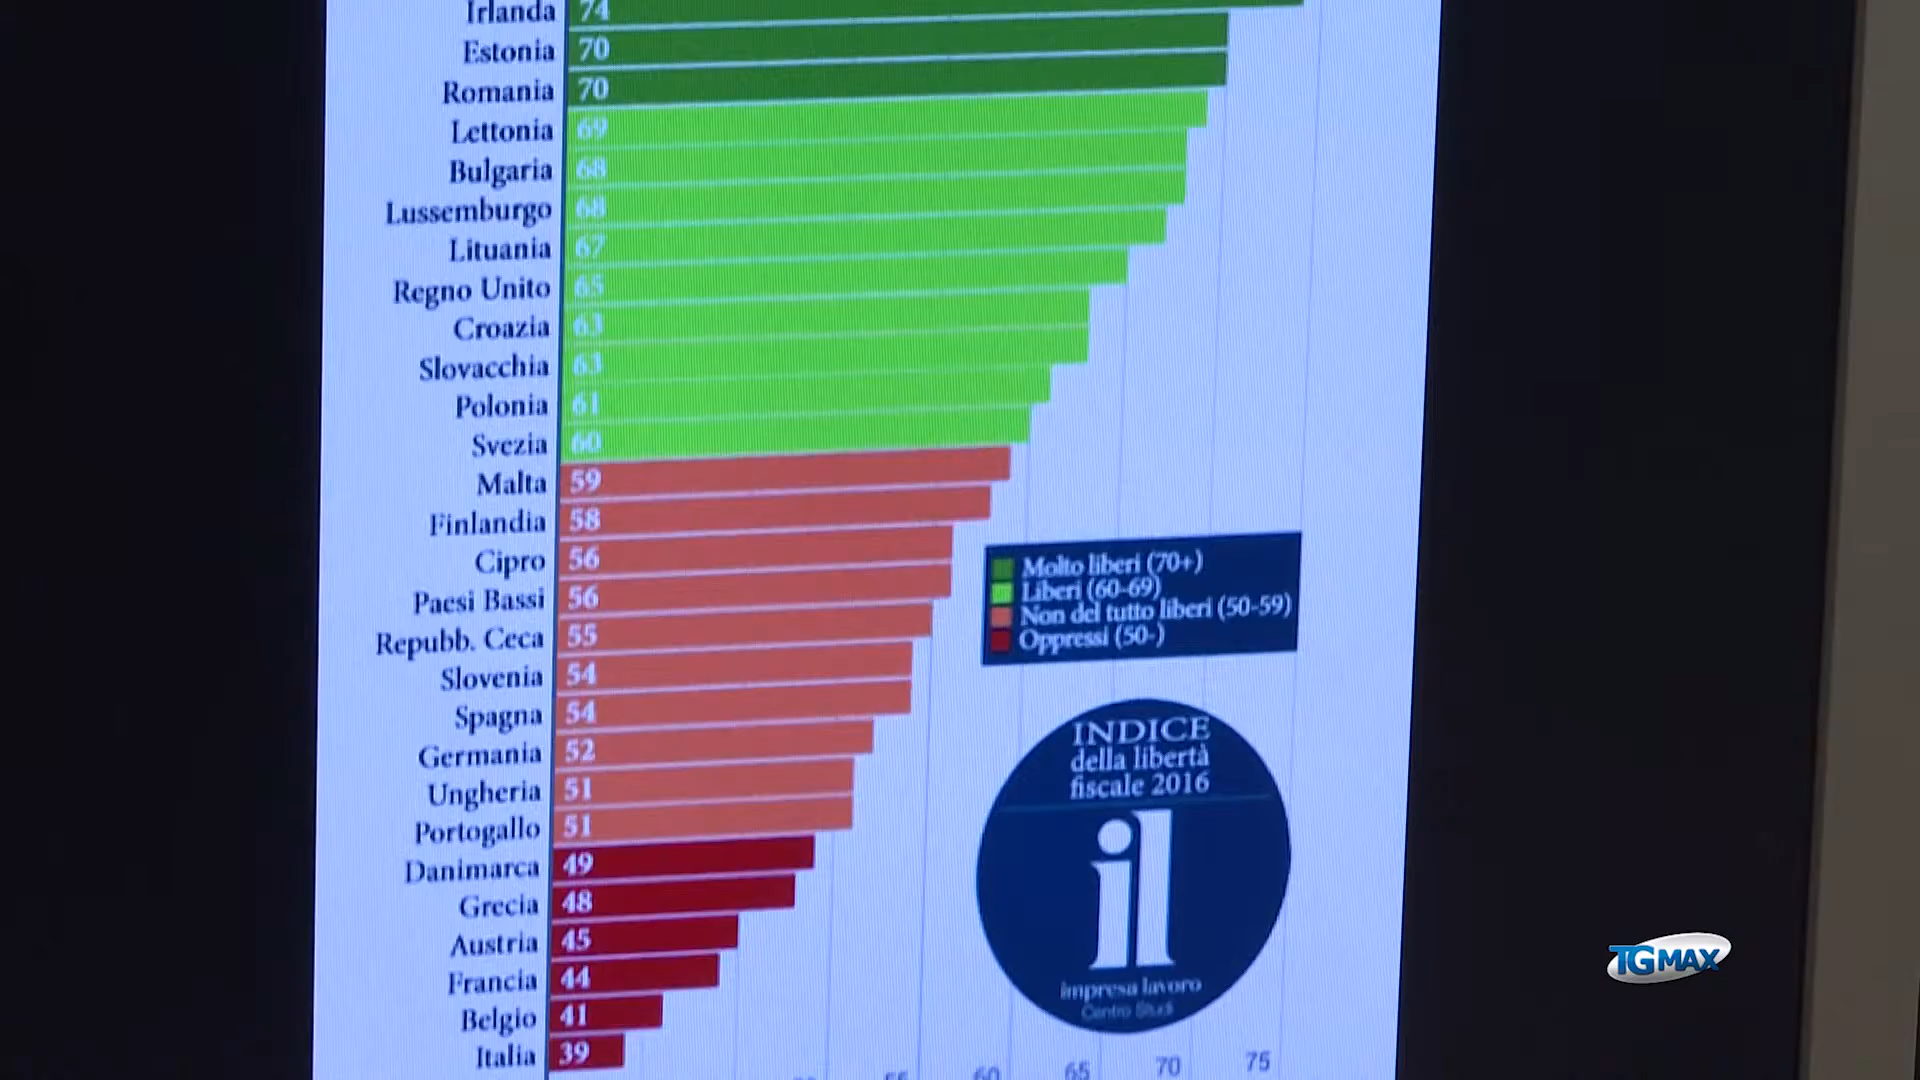 Irlanda 74
Estonia 70
Romania 70
Lettonia 69
Bulgaria 68
Lussemburgo 68
Lituania 67
Regno Unito 65
Croazia 63
Slovacchia 63
Polonia 61
Svezia 60
Malta 59
Finlandia 58
Cipro 56
Paesi Bassi 56
Repubb. Ceca 55
Slovenia 54
Spagna 54
Germania 52
Ungheria 51
Portogallo 51
Danimarca 49
Grecia 48
Austria 45
Francia 44
Belgio 41
Italia 39
60 65 70 75
Molto liberi (70+)
Liberi (60-69)
Non del tutto liberi (50-59)
Oppressi (50-)
INDICE
della libertà
fiscale 2016
il
impresa lavoro
Centro Studi
TGMAX